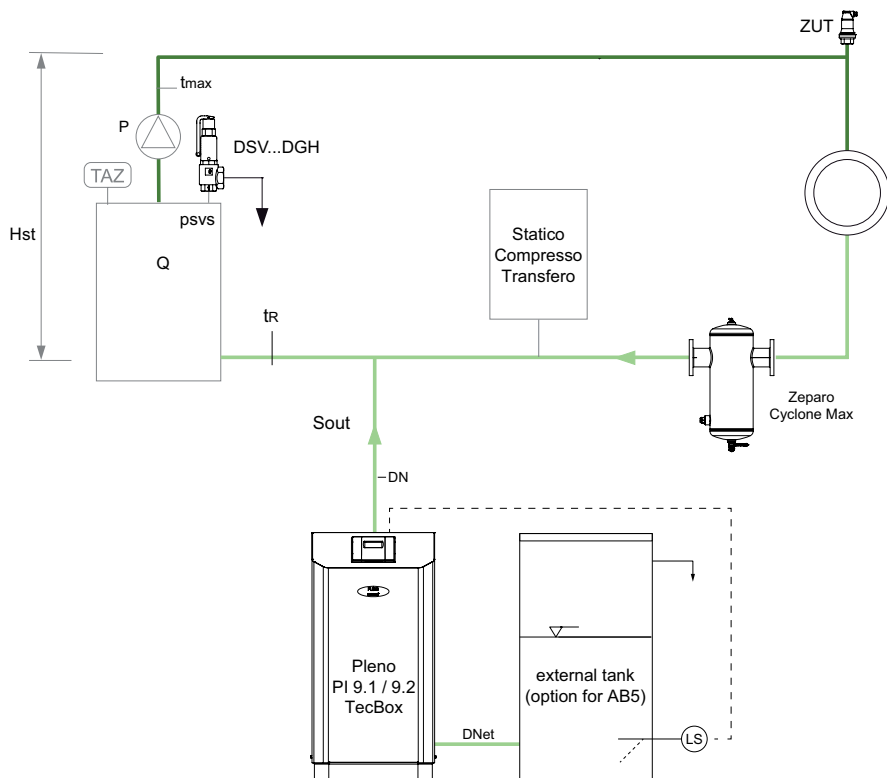 ZUT
tmax
P
DSV...DGH
TAZ
psvs
Hst
Q
Statico
Compresso
Transfero
tR
Zeparo
Cyclone Max
Sout
DN
Pleno
PI 9.1 / 9.2
TecBox
external tank
(option for AB5)
DNet
LS